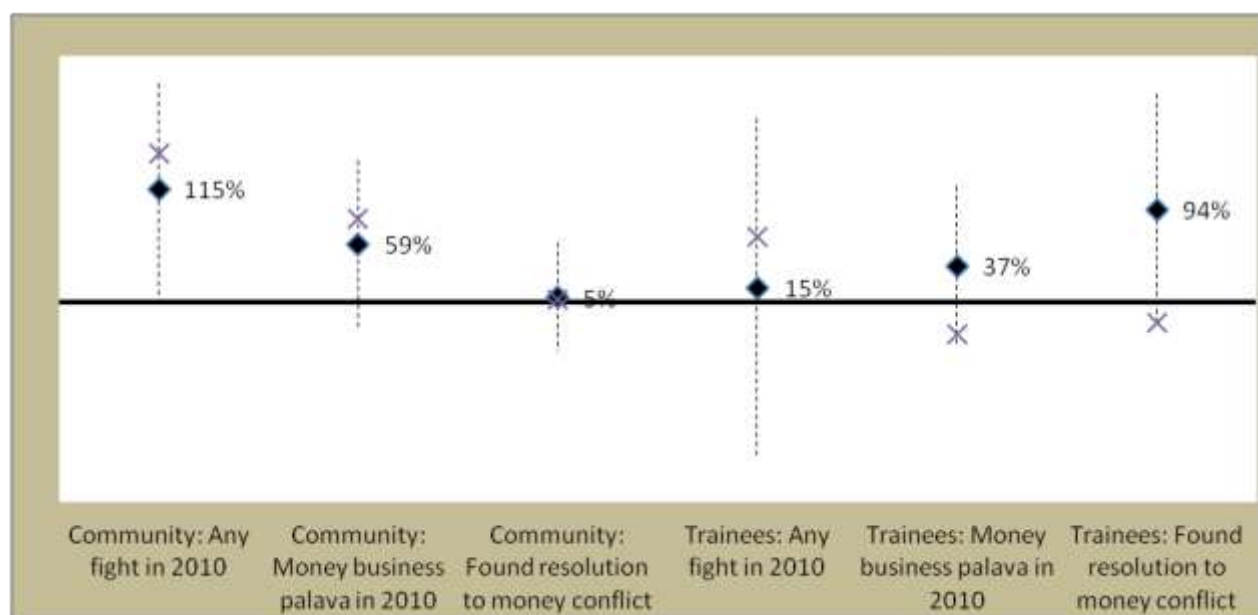 115%
59%
5%
15%
37%
94%
Community: Any
fight in 2010
Community:
Money business
palava in 2010
Community:
Found resolution
to money conflict
Trainees: Any
fight in 2010
Trainees: Money
business palava in
2010
Trainees: Found
resolution to
money conflict